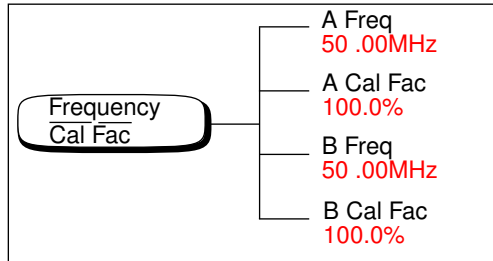 A Freq
50 .00MHz
A Cal Fac
100.0%
Frequency
Cal Fac
B Freq
50 .00MHz
B Cal Fac
100.0%